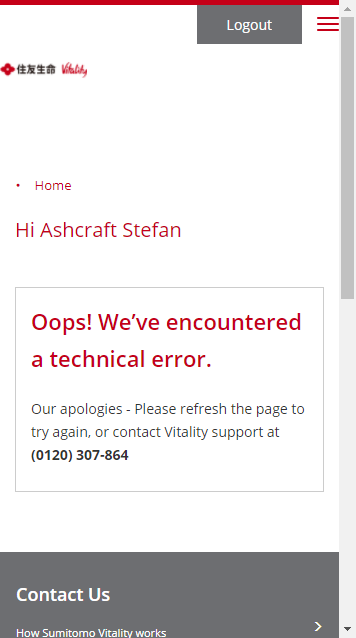 Logout
住友生命 Vitality
• Home
Hi Ashcraft Stefan
Oops! We’ve encountered
a technical error.
Our apologies - Please refresh the page to
try again, or contact Vitality support at
(0120) 307-864
Contact Us
How Sumitomo Vitality works